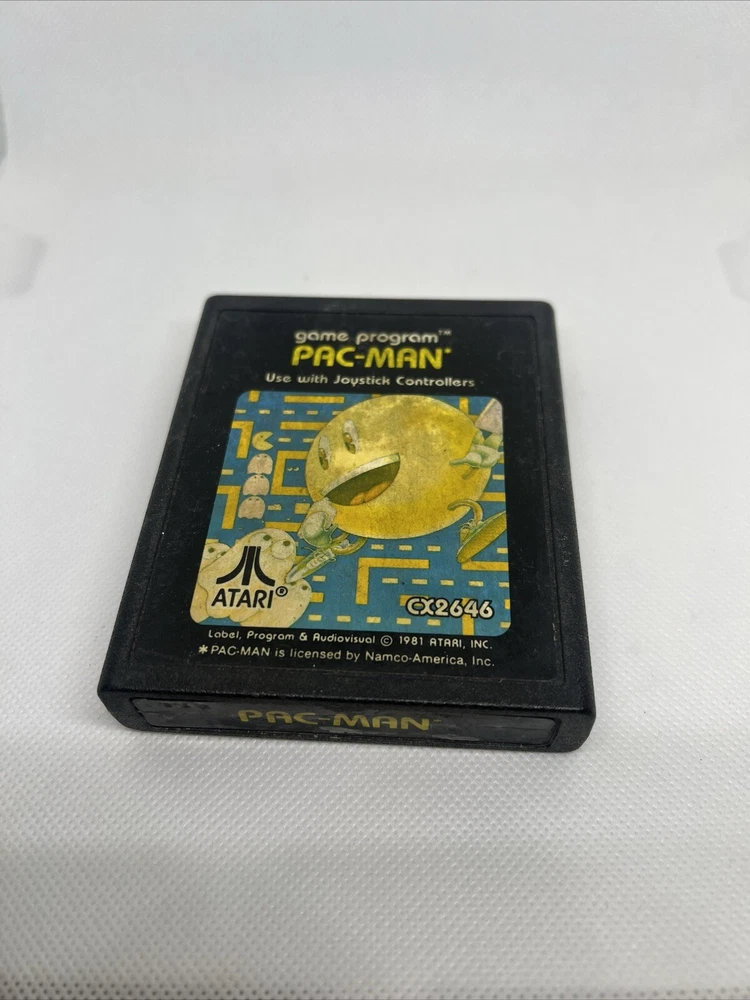 game program™
PAC-MAN*
Use with Joystick Controllers
ATARI®
CX2646
Label, Program & Audiovisual © 1981 ATARI, INC.
*PAC-MAN is licensed by Namco-America, Inc.
PAC-MAN*